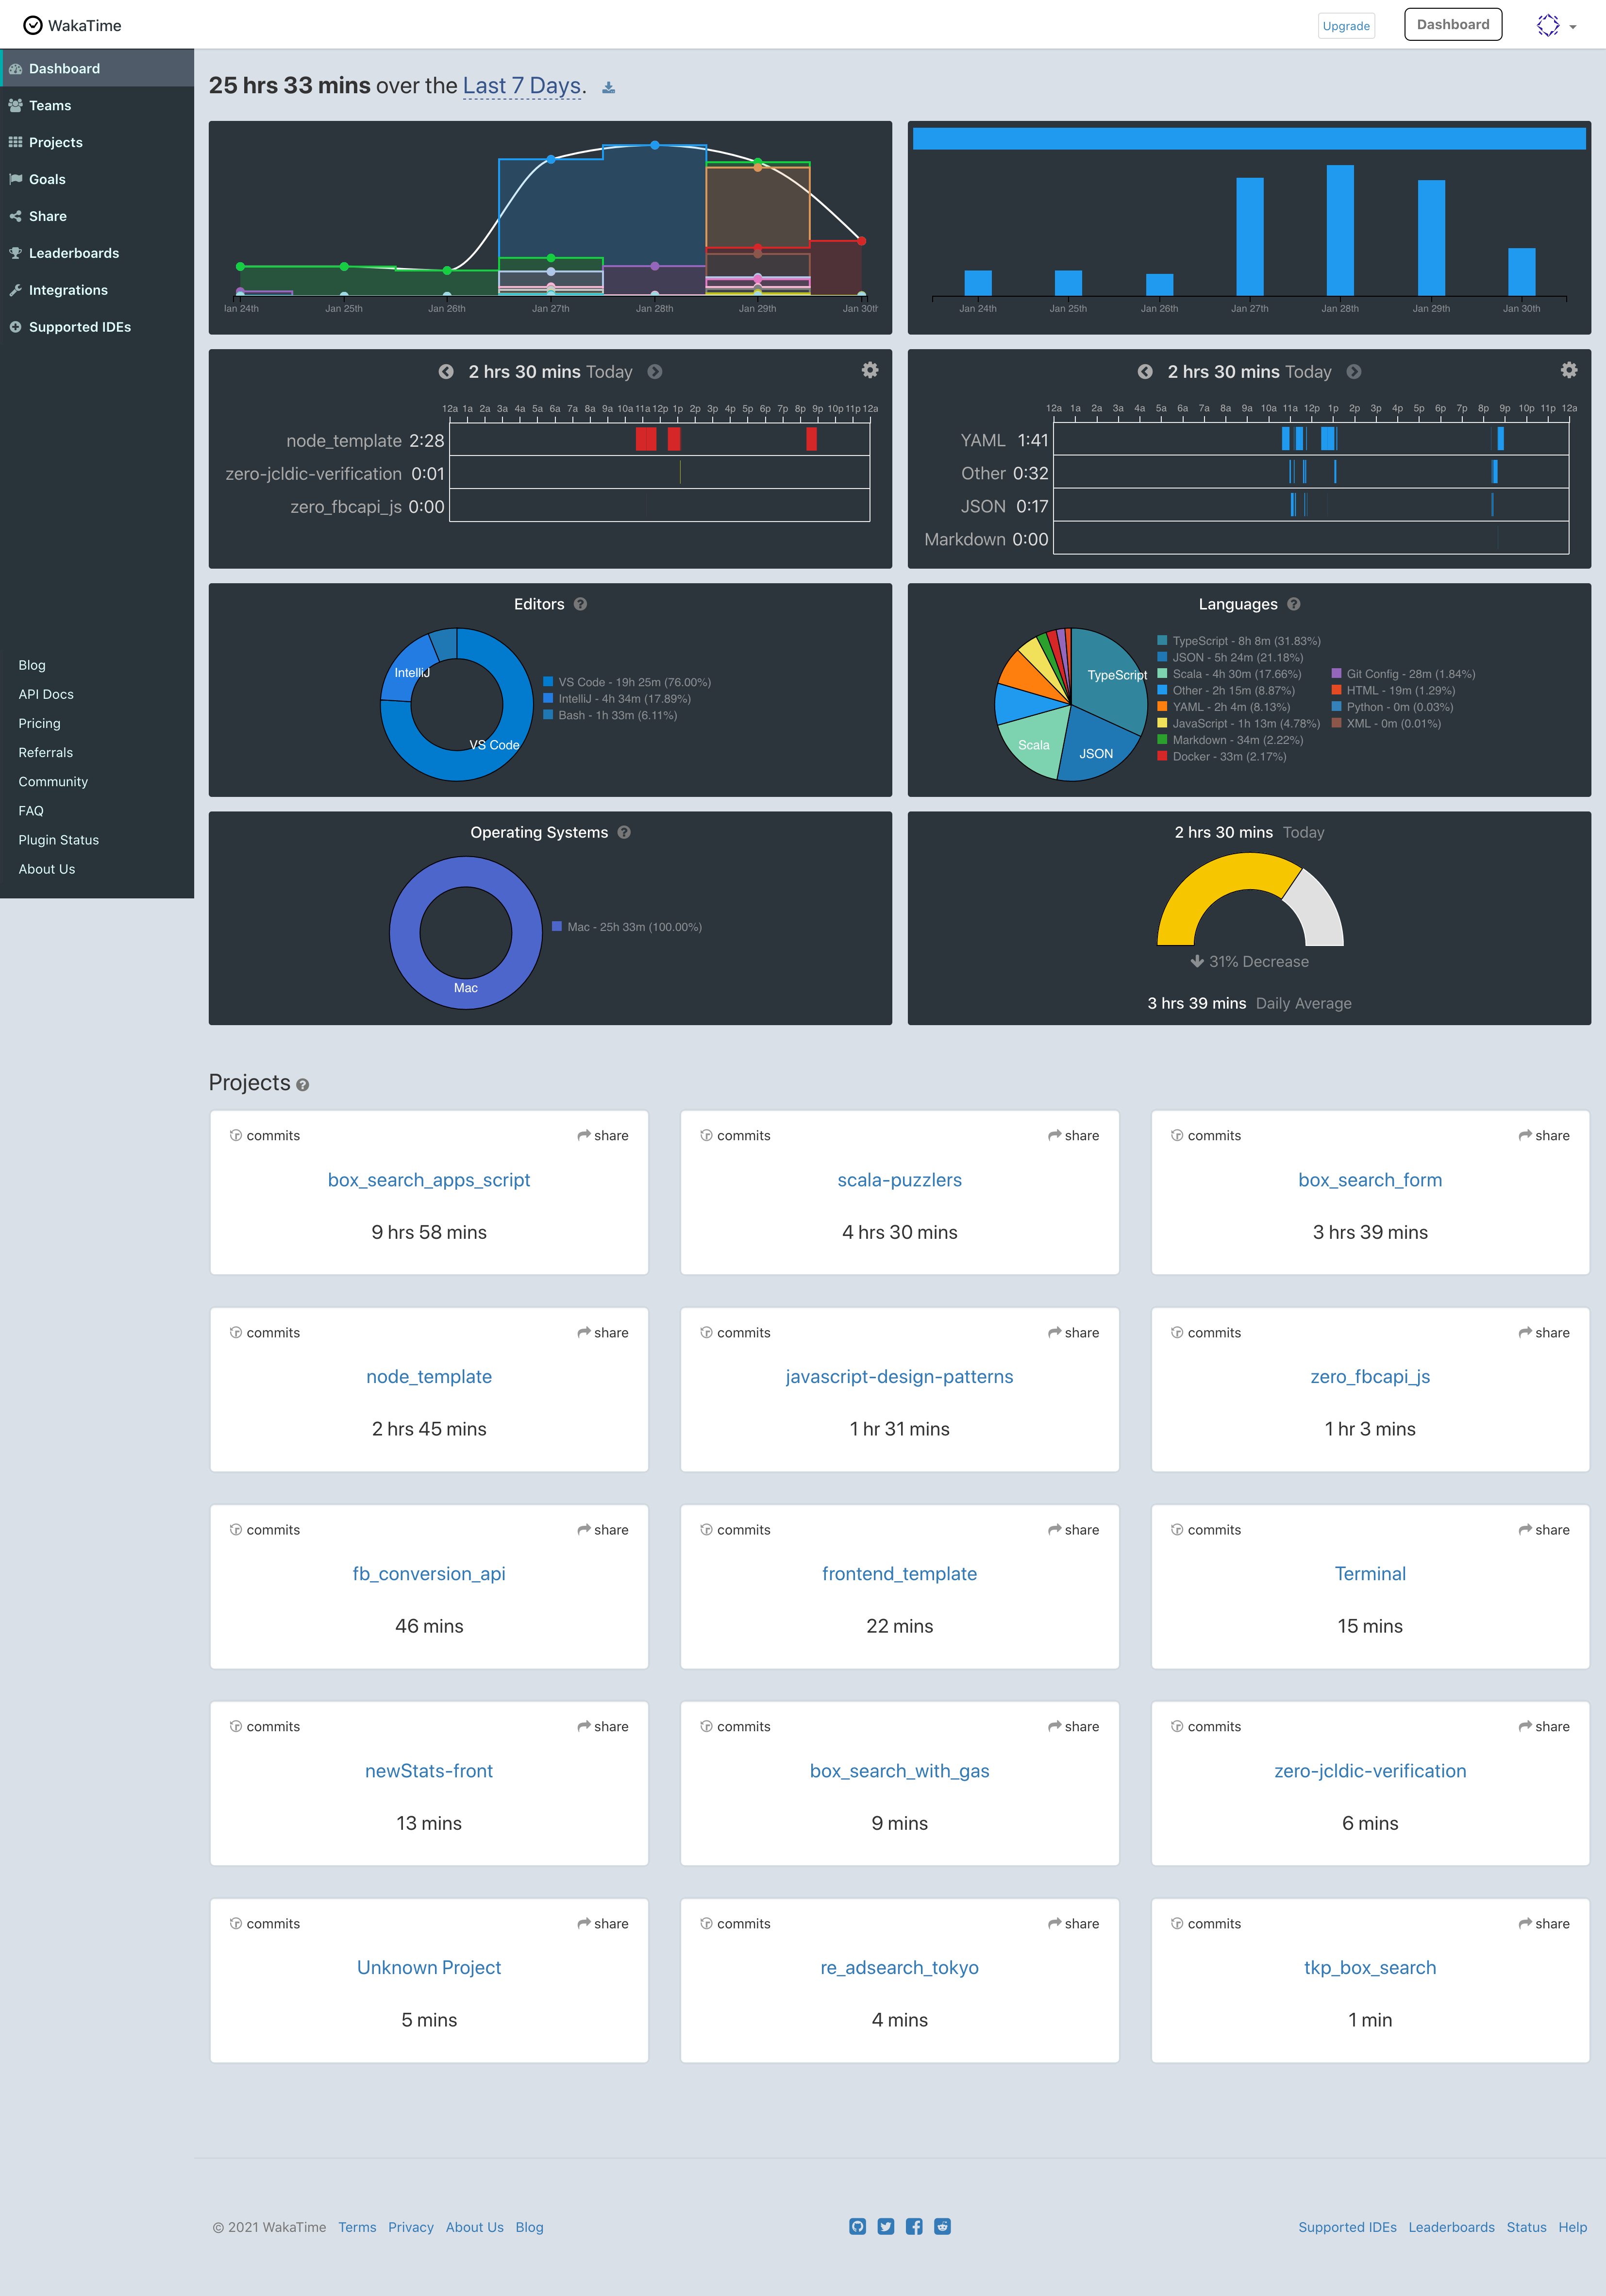 WakaTime
Upgrade
Dashboard
Dashboard
Teams
Projects
Goals
Share
Leaderboards
Integrations
Supported IDEs
Blog
API Docs
Pricing
Referrals
Community
FAQ
Plugin Status
About Us
25 hrs 33 mins over the Last 7 Days.
Jan 24th Jan 25th Jan 26th Jan 27th Jan 28th Jan 29th Jan 30th
Jan 24th Jan 25th Jan 26th Jan 27th Jan 28th Jan 29th Jan 30th
2 hrs 30 mins Today
12a 1a 2a 3a 4a 5a 6a 7a 8a 9a 10a 11a 12p 1p 2p 3p 4p 5p 6p 7p 8p 9p 10p 11p 12a
node_template 2:28
zero-jcldic-verification 0:01
zero_fbcapi_js 0:00
2 hrs 30 mins Today
12a 1a 2a 3a 4a 5a 6a 7a 8a 9a 10a 11a 12p 1p 2p 3p 4p 5p 6p 7p 8p 9p 10p 11p 12a
YAML 1:41
Other 0:32
JSON 0:17
Markdown 0:00
Editors
IntelliJ
VS Code
VS Code - 19h 25m (76.00%)
IntelliJ - 4h 34m (17.89%)
Bash - 1h 33m (6.11%)
Languages
TypeScript
Scala
JSON
TypeScript - 8h 8m (31.83%)
JSON - 5h 24m (21.18%)
Scala - 4h 30m (17.66%)
Other - 2h 15m (8.87%)
YAML - 2h 4m (8.13%)
JavaScript - 1h 13m (4.78%)
Markdown - 34m (2.22%)
Docker - 33m (2.17%)
Git Config - 28m (1.84%)
HTML - 19m (1.29%)
Python - 0m (0.03%)
XML - 0m (0.01%)
Operating Systems
Mac
Mac - 25h 33m (100.00%)
2 hrs 30 mins Today
31% Decrease
3 hrs 39 mins Daily Average
Projects
commits share
box_search_apps_script
9 hrs 58 mins
commits share
scala-puzzlers
4 hrs 30 mins
commits share
box_search_form
3 hrs 39 mins
commits share
node_template
2 hrs 45 mins
commits share
javascript-design-patterns
1 hr 31 mins
commits share
zero_fbcapi_js
1 hr 3 mins
commits share
fb_conversion_api
46 mins
commits share
frontend_template
22 mins
commits share
Terminal
15 mins
commits share
newStats-front
13 mins
commits share
box_search_with_gas
9 mins
commits share
zero-jcldic-verification
6 mins
commits share
Unknown Project
5 mins
commits share
re_adsearch_tokyo
4 mins
commits share
tkp_box_search
1 min
© 2021 WakaTime Terms Privacy About Us Blog
Supported IDEs Leaderboards Status Help